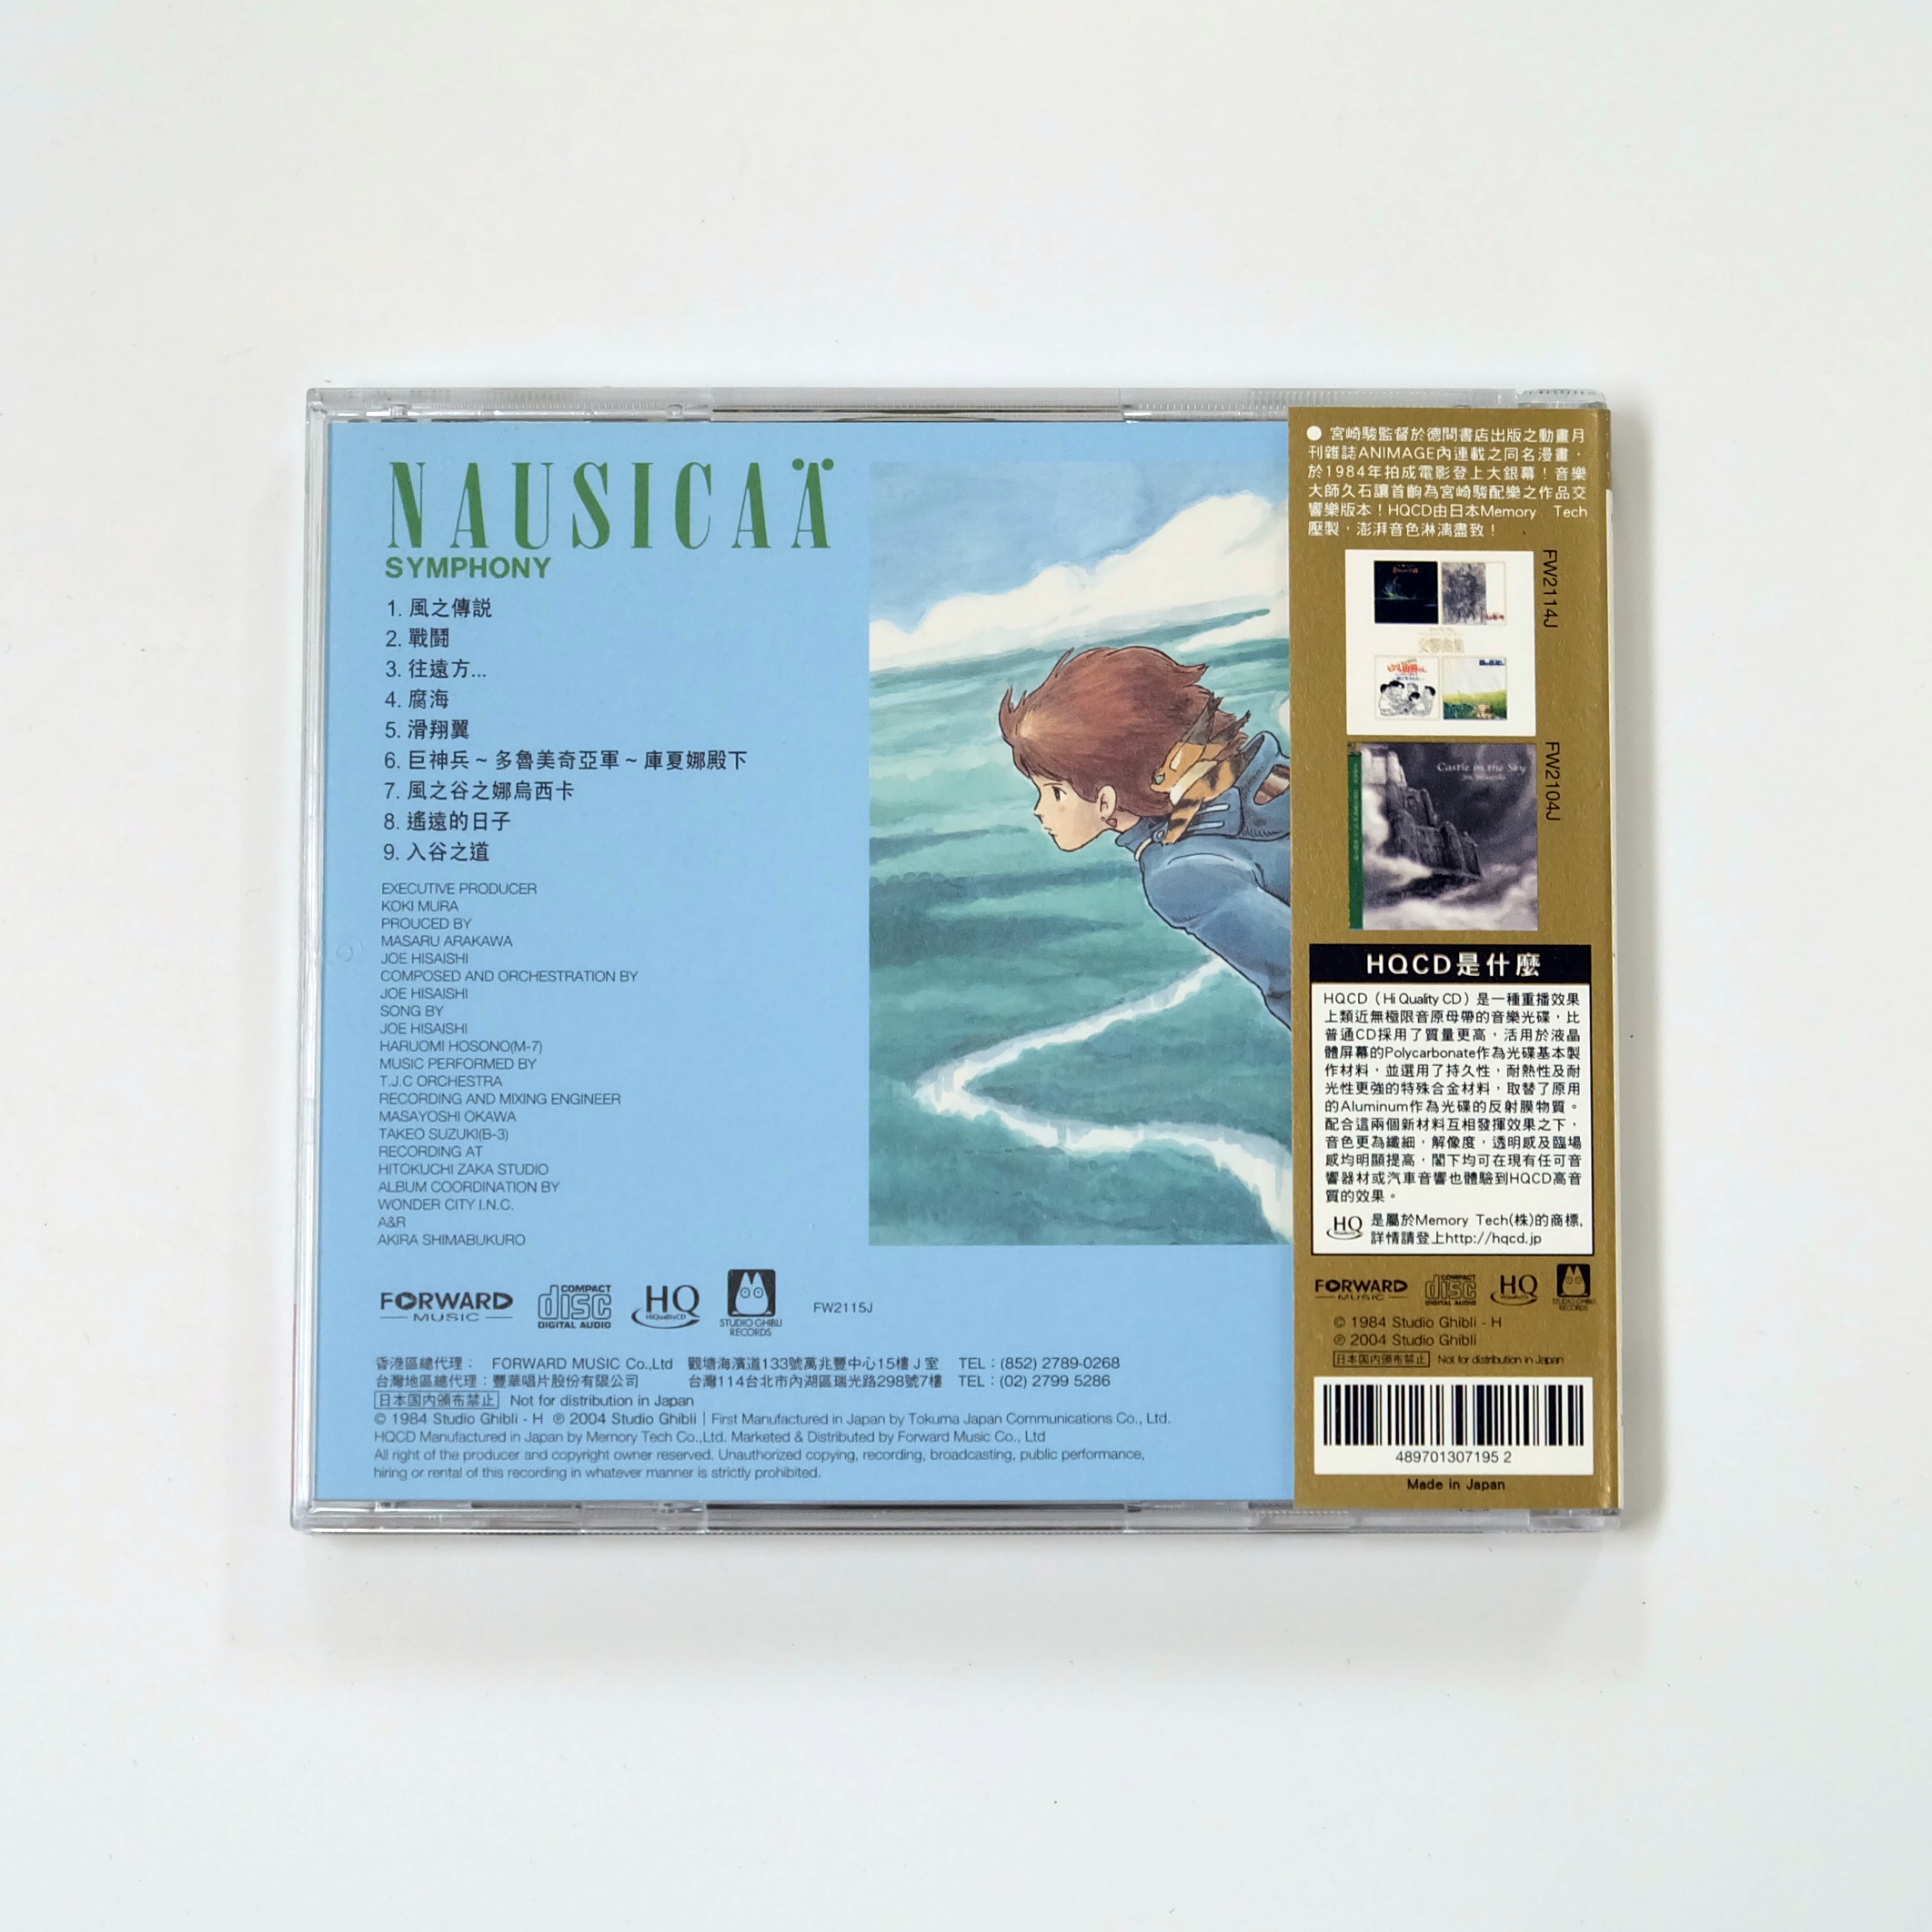 NAUSICAÄ
SYMPHONY
1. 風之傳説
2. 戰鬪
3. 往遠方...
4. 腐海
5. 滑翔翼
6. 巨神兵～多魯美奇亞軍～庫夏娜殿下
7. 風之谷之娜烏西卡
8. 遙遠的日子
9. 入谷之道
EXECUTIVE PRODUCER
KOKI MURA
PROUCED BY
MASARU ARAKAWA
JOE HISAISHI
COMPOSED AND ORCHESTRATION BY
JOE HISAISHI
SONG BY
JOE HISAISHI
HARUOMI HOSONO(M-7)
MUSIC PERFORMED BY
T.J.C ORCHESTRA
RECORDING AND MIXING ENGINEER
MASAYOSHI OKAWA
TAKEO SUZUKI(B-3)
RECORDING AT
HITOKUCHI ZAKA STUDIO
ALBUM COORDINATION BY
WONDER CITY I.N.C.
A&R
AKIRA SHIMABUKURO
FORWARD MUSIC COMPACT disc DIGITAL AUDIO HQ HiQualityCD STUDIO GHIBLI RECORDS FW2115J
香港區總代理： FORWARD MUSIC Co.,Ltd 觀塘海濱道133號萬兆豐中心15樓 J 室 TEL：(852) 2789-0268
台灣地區總代理：豐華唱片股份有限公司 台灣114台北市內湖區瑞光路298號7樓 TEL：(02) 2799 5286
日本国内頒布禁止 Not for distribution in Japan
© 1984 Studio Ghibli - H ℗ 2004 Studio Ghibli | First Manufactured in Japan by Tokuma Japan Communications Co., Ltd.
HQCD Manufactured in Japan by Memory Tech Co.,Ltd. Marketed & Distributed by Forward Music Co., Ltd
All right of the producer and copyright owner reserved. Unauthorized copying, recording, broadcasting, public performance,
hiring or rental of this recording in whatever manner is strictly prohibited.
● 宮崎駿監督於德間書店出版之動畫月
刊雜誌ANIMAGE內連載之同名漫畫，
於1984年拍成電影登上大銀幕！音樂
大師久石讓首齣為宮崎駿配樂之作品交
響樂版本！HQCD由日本Memory Tech
壓製，澎湃音色淋漓盡致！
FW2114J
交響曲集
FW2104J
Castle in the Sky
HQCD是什麼
HQCD（Hi Quality CD）是一種重播效果
上類近無極限音原母帶的音樂光碟，比
普通CD採用了質量更高，活用於液晶
體屏幕的Polycarbonate作為光碟基本製
作材料，並選用了持久性，耐熱性及耐
光性更強的特殊合金材料，取替了原用
的Aluminum作為光碟的反射膜物質。
配合這兩個新材料互相發揮效果之下，
音色更為纖細，解像度，透明感及臨場
感均明顯提高，閣下均可在現有任可音
響器材或汽車音響也體驗到HQCD高音
質的效果。
HQ 是屬於Memory Tech(株)的商標,
詳情請登上http://hqcd.jp
FORWARD MUSIC COMPACT disc DIGITAL AUDIO HQ HiQualityCD STUDIO GHIBLI RECORDS
© 1984 Studio Ghibli - H
℗ 2004 Studio Ghibli
日本国内頒布禁止 Not for distribution in Japan
489701307195 2
Made in Japan